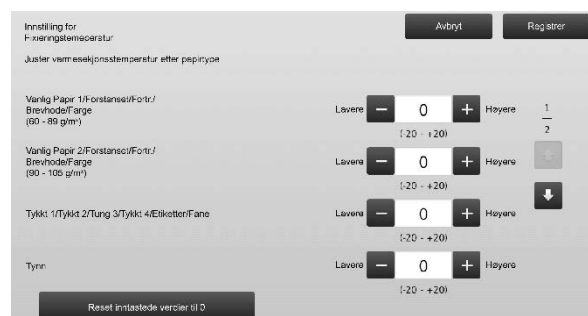 Innstilling for
Fixieringstemperatur
Avbryt
Registrer
Juster varmesekjonsstemperatur etter papirtype
Vanlig Papir 1/Forstanset/Fortr./
Brevhode/Farge
(60 - 89 g/m²)
Lavere − 0 + Høyere
(-20 - +20)
1
2
Vanlig Papir 2/Forstanset/Fortr./
Brevhode/Farge
(90 - 105 g/m²)
Lavere − 0 + Høyere
(-20 - +20)
Tykkt 1/Tykkt 2/Tung 3/Tykkt 4/Etiketter/Fane
Lavere − 0 + Høyere
(-20 - +20)
Tynn
Lavere − 0 + Høyere
(-20 - +20)
Reset inntastede verdier til 0